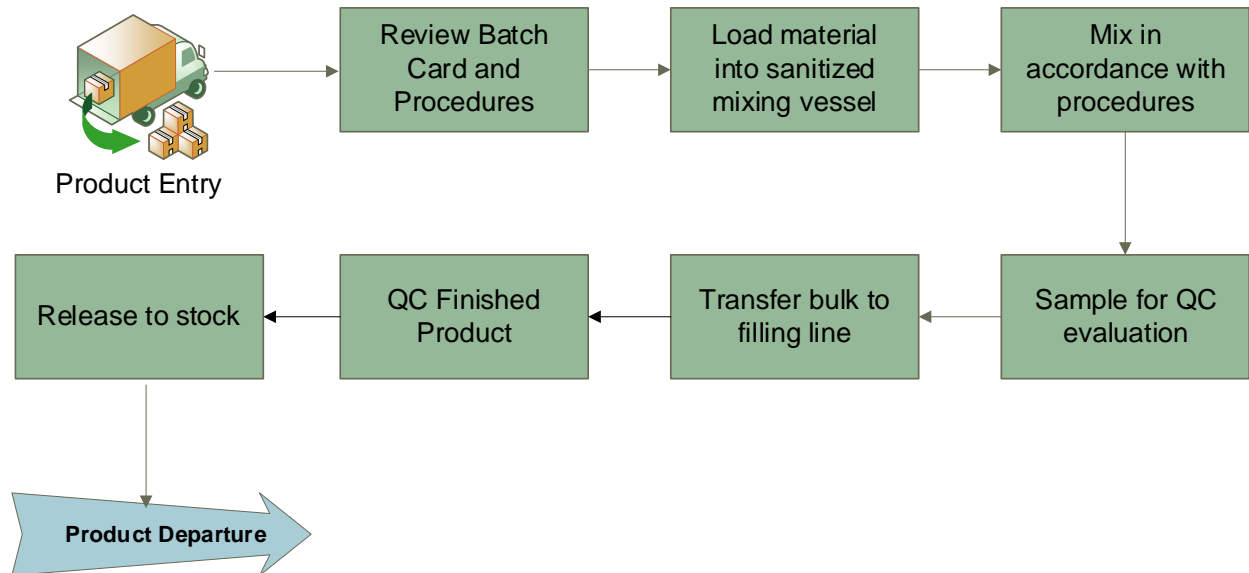 Product Entry
Review Batch
Card and
Procedures
Load material
into sanitized
mixing vessel
Mix in
accordance with
procedures
Sample for QC
evaluation
Transfer bulk to
filling line
QC Finished
Product
Release to stock
Product Departure